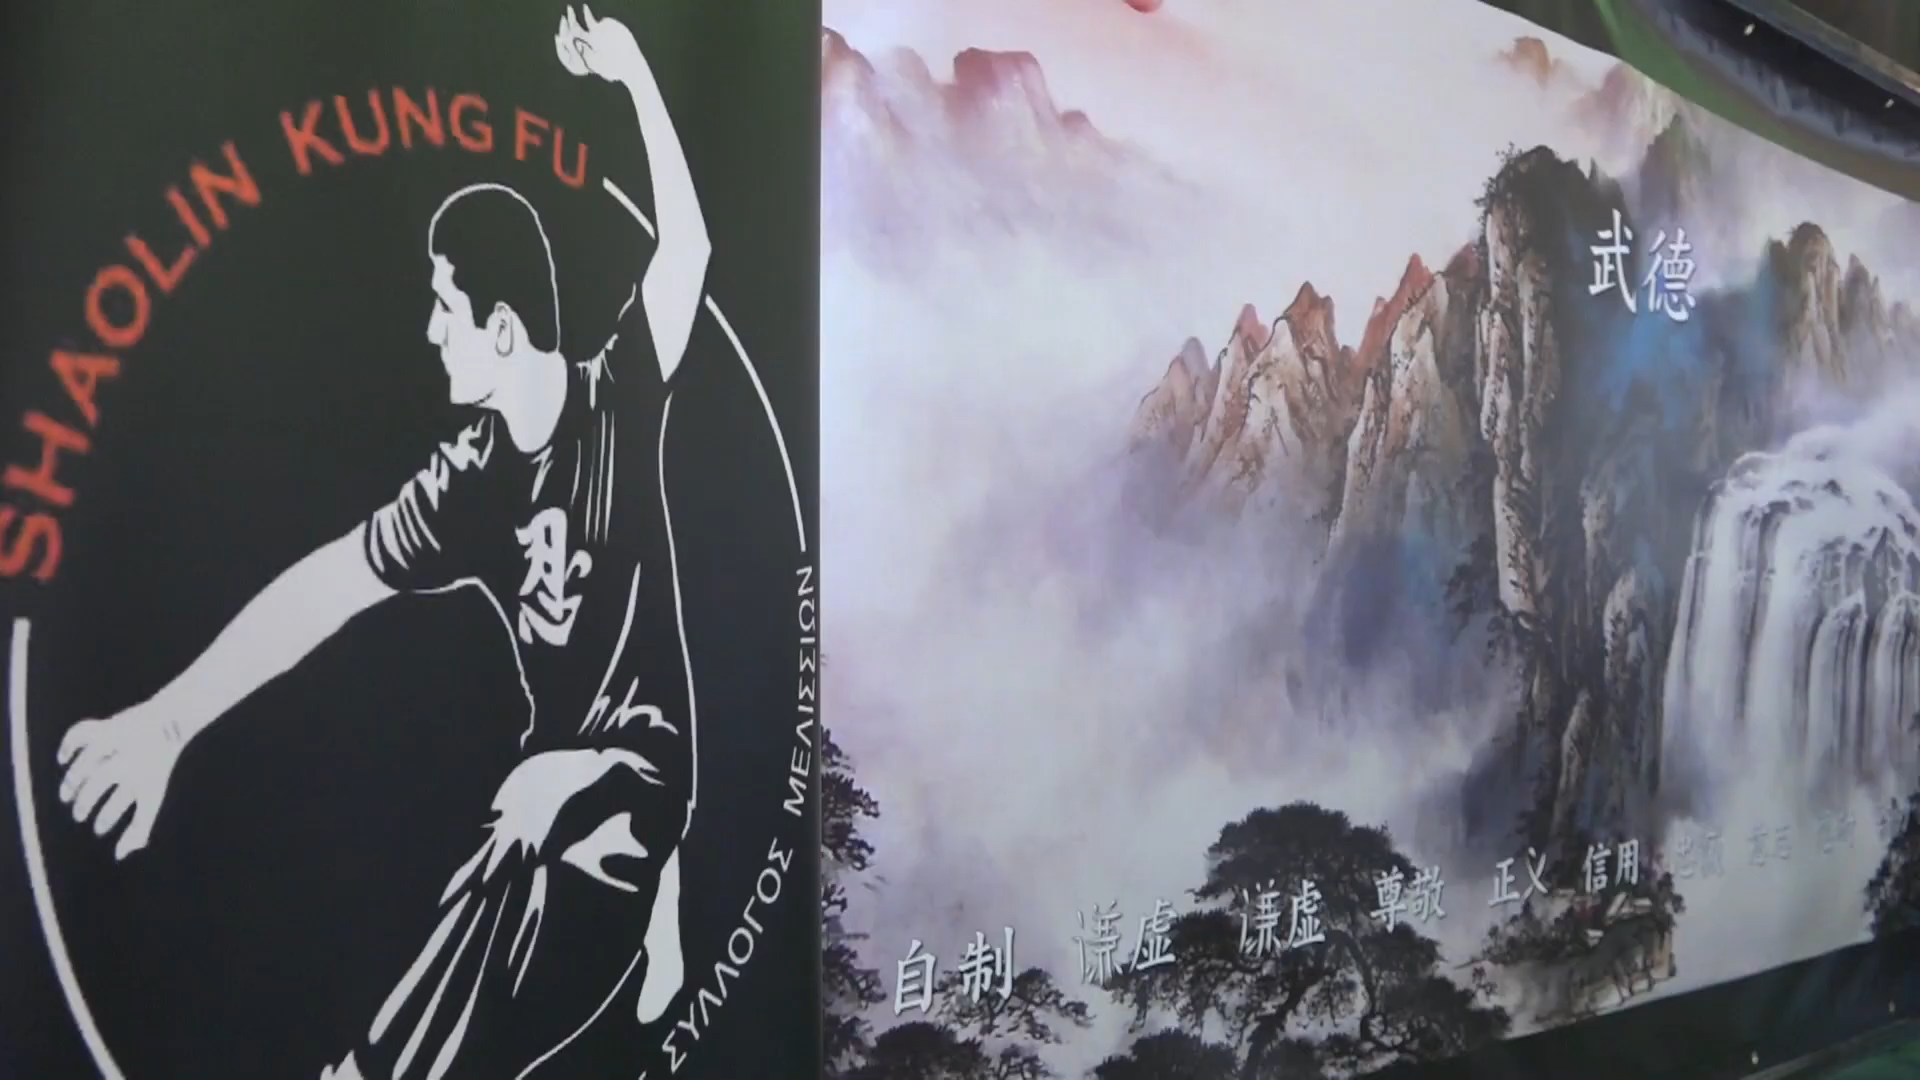 SHAOLIN KUNG FU
忍
ΣΥΛΛΟΓΟΣ ΜΕΛΙΣΣΙΩΝ
武德
自制 谦虚 谦虚 尊敬 正义 信用